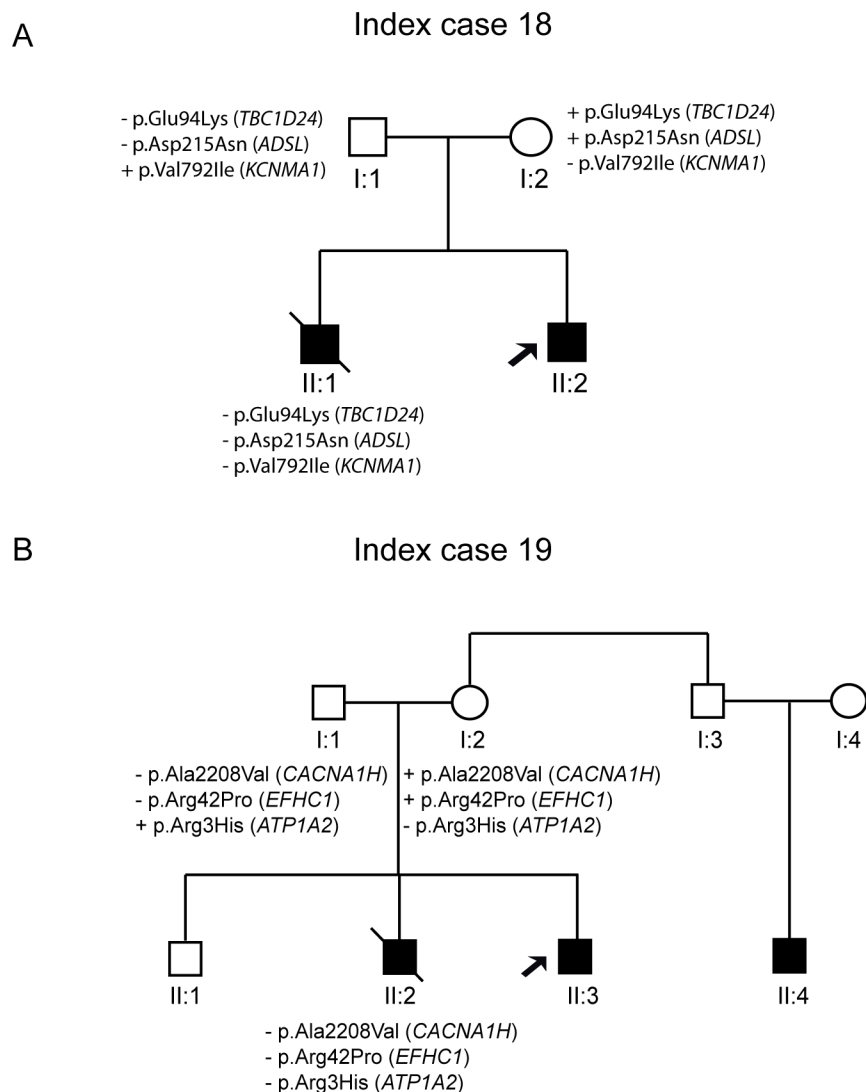 A
Index case 18
- p.Glu94Lys (TBC1D24)
- p.Asp215Asn (ADSL)
+ p.Val792Ile (KCNMA1)
I:1
I:2
+ p.Glu94Lys (TBC1D24)
+ p.Asp215Asn (ADSL)
- p.Val792Ile (KCNMA1)
II:1
II:2
- p.Glu94Lys (TBC1D24)
- p.Asp215Asn (ADSL)
- p.Val792Ile (KCNMA1)
B
Index case 19
I:1
I:2
I:3
I:4
- p.Ala2208Val (CACNA1H)
- p.Arg42Pro (EFHC1)
+ p.Arg3His (ATP1A2)
+ p.Ala2208Val (CACNA1H)
+ p.Arg42Pro (EFHC1)
- p.Arg3His (ATP1A2)
II:1
II:2
II:3
II:4
- p.Ala2208Val (CACNA1H)
- p.Arg42Pro (EFHC1)
- p.Arg3His (ATP1A2)